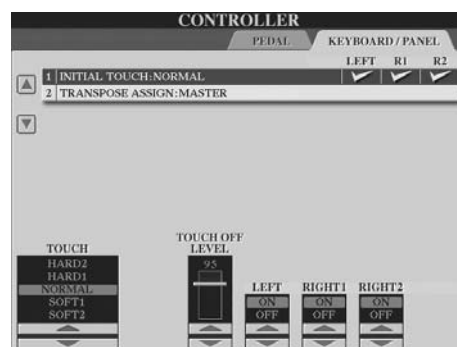 CONTROLLER
PEDAL KEYBOARD / PANEL
LEFT R1 R2
1 INITIAL TOUCH:NORMAL
2 TRANSPOSE ASSIGN:MASTER
TOUCH
HARD2
HARD1
NORMAL
SOFT1
SOFT2
TOUCH OFF
LEVEL
95
LEFT RIGHT1 RIGHT2
ON ON ON
OFF OFF OFF